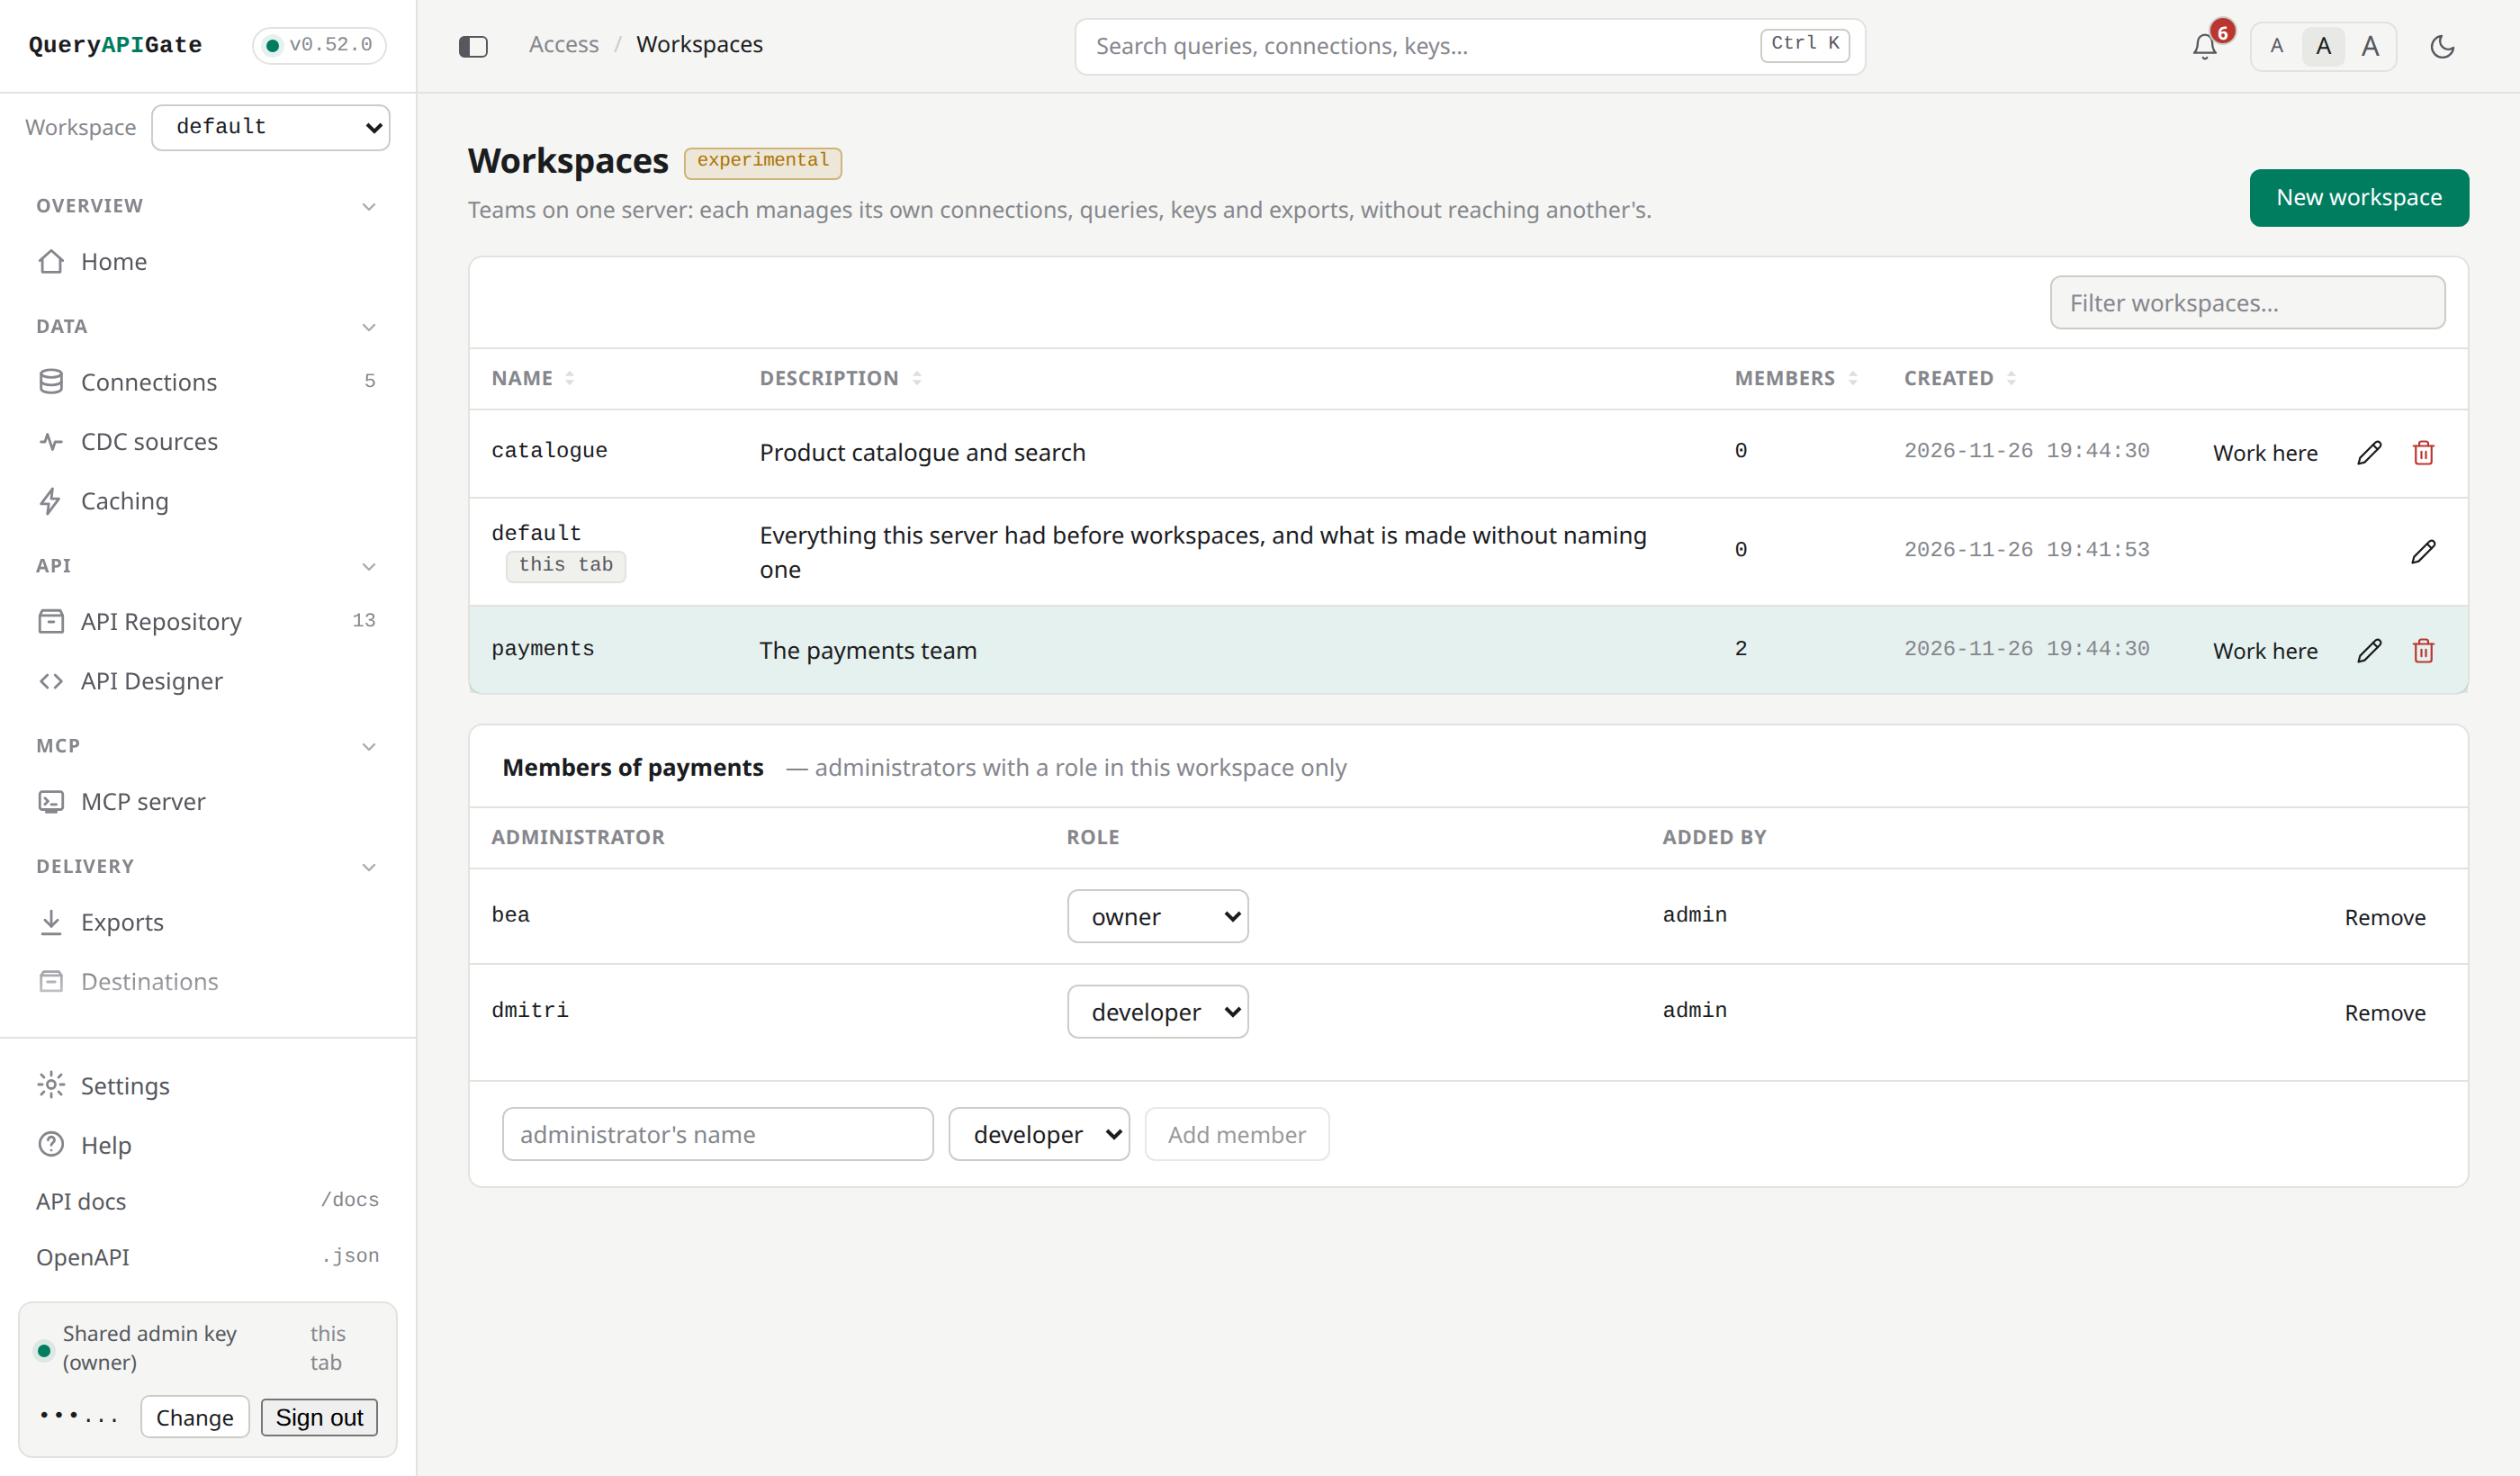 QueryAPIGate
v0.52.0
Access / Workspaces
Search queries, connections, keys...
Ctrl K
6
A A A
Workspace
default
OVERVIEW
Home
DATA
Connections 5
CDC sources
Caching
API
API Repository 13
API Designer
MCP
MCP server
DELIVERY
Exports
Destinations
Settings
Help
API docs /docs
OpenAPI .json
Shared admin key this
(owner) tab
•••... Change Sign out
Workspaces experimental
Teams on one server: each manages its own connections, queries, keys and exports, without reaching another's.
New workspace
Filter workspaces...
NAME DESCRIPTION MEMBERS CREATED
catalogue Product catalogue and search 0 2026-11-26 19:44:30 Work here
default Everything this server had before workspaces, and what is made without naming 0 2026-11-26 19:41:53
this tab one
payments The payments team 2 2026-11-26 19:44:30 Work here
Members of payments — administrators with a role in this workspace only
ADMINISTRATOR ROLE ADDED BY
bea owner admin Remove
dmitri developer admin Remove
administrator's name developer Add member